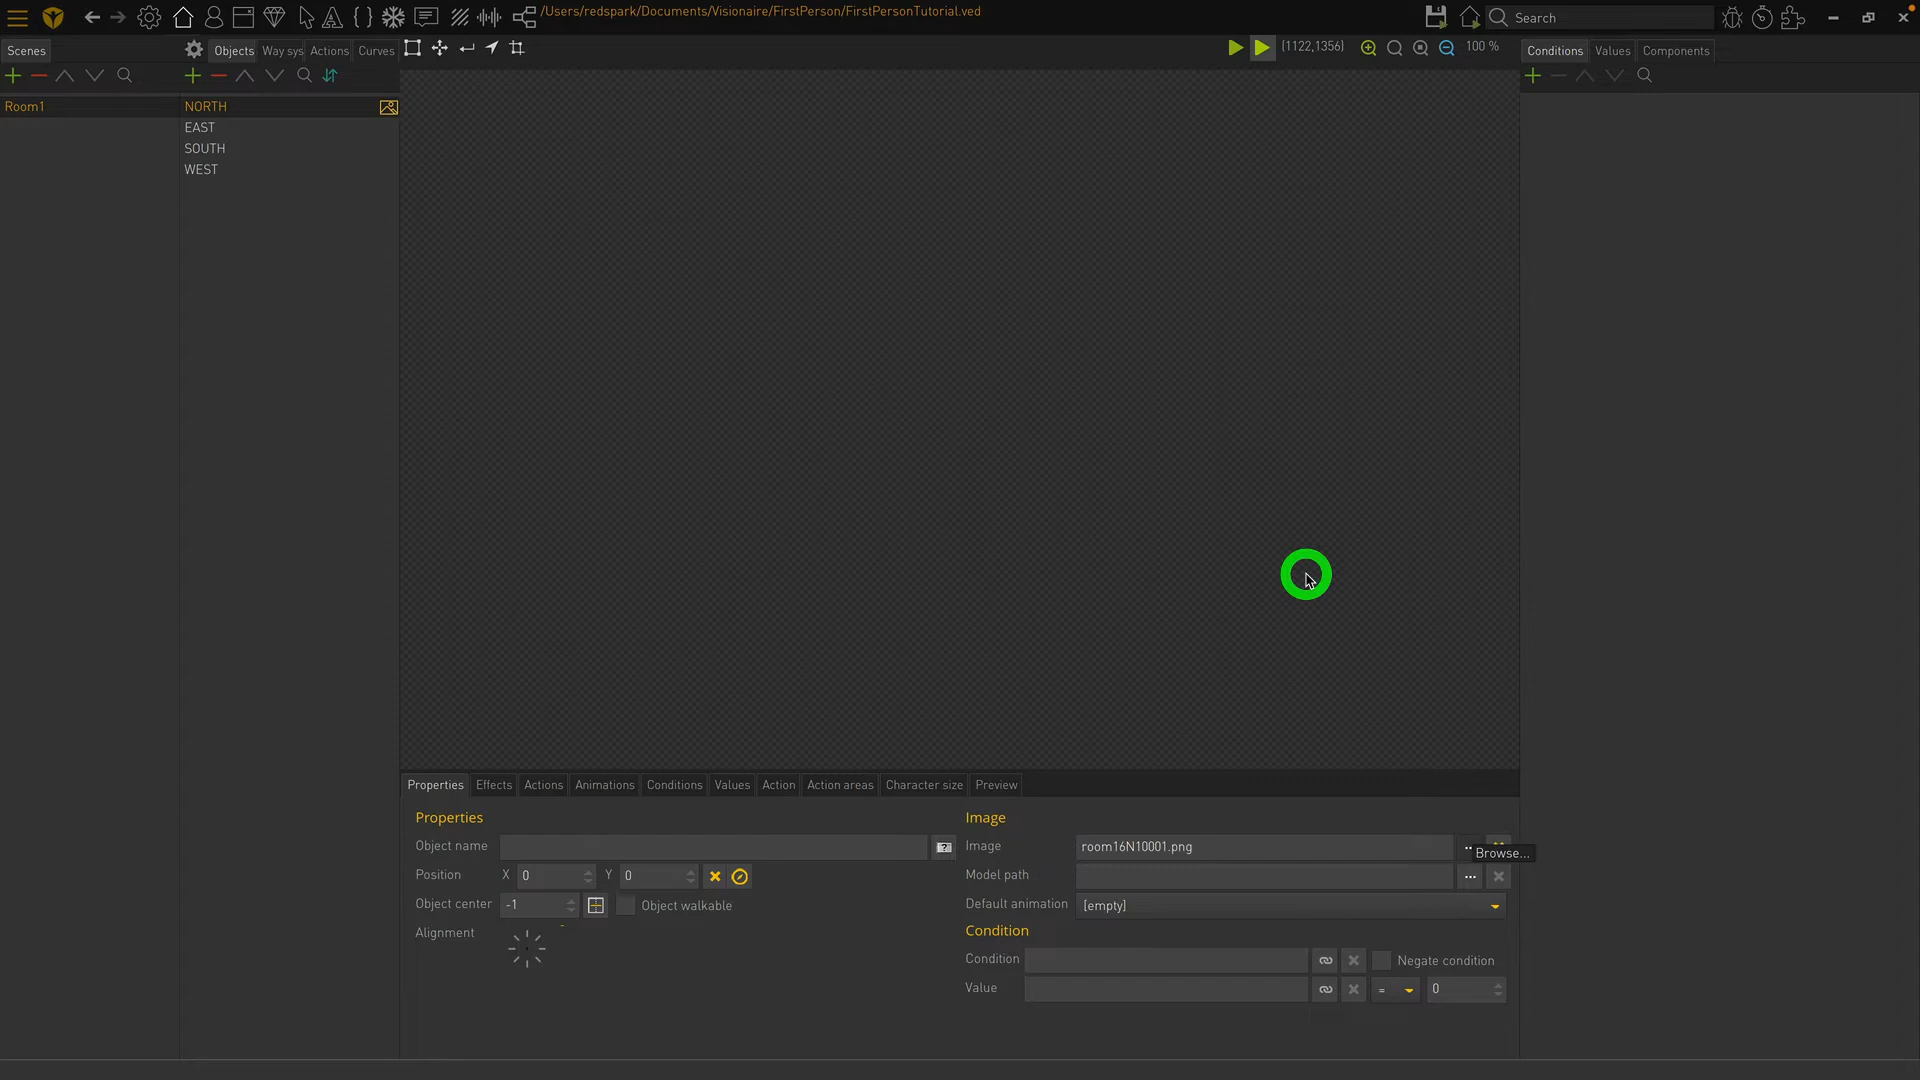 /Users/redspark/Documents/Visionaire/FirstPerson/FirstPersonTutorial.ved
Search
Scenes
Objects Way sys Actions Curves
(1122,1356)
100 %
Conditions Values Components
Room1
NORTH
EAST
SOUTH
WEST
Properties Effects Actions Animations Conditions Values Action Action areas Character size Preview
Properties
Object name
Position X 0 Y 0
Object center -1 Object walkable
Alignment
Image
Image room16N10001.png ...
Browse...
Model path ...
Default animation [empty]
Condition
Condition Negate condition
Value = 0